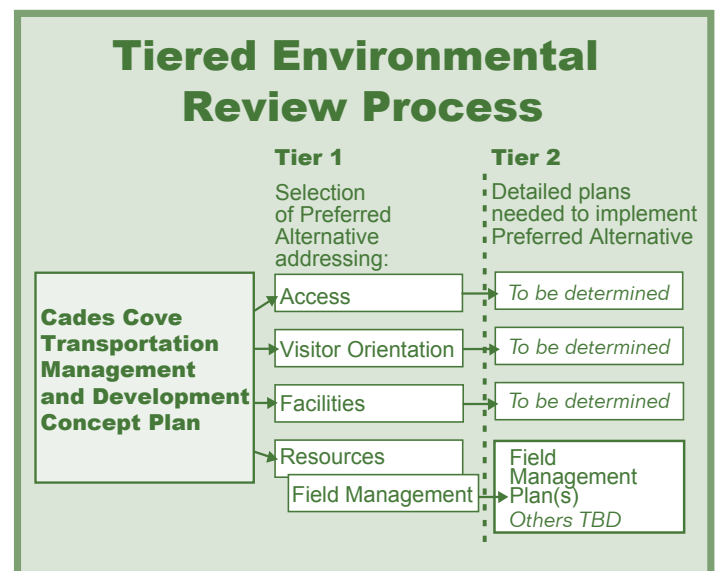 Tiered Environmental
Review Process
Tier 1
Selection
of Preferred
Alternative
addressing:
Tier 2
Detailed plans
needed to implement
Preferred Alternative
Cades Cove
Transportation
Management
and Development
Concept Plan
Access
To be determined
Visitor Orientation
To be determined
Facilities
To be determined
Resources
Field Management
Field
Management
Plan(s)
Others TBD